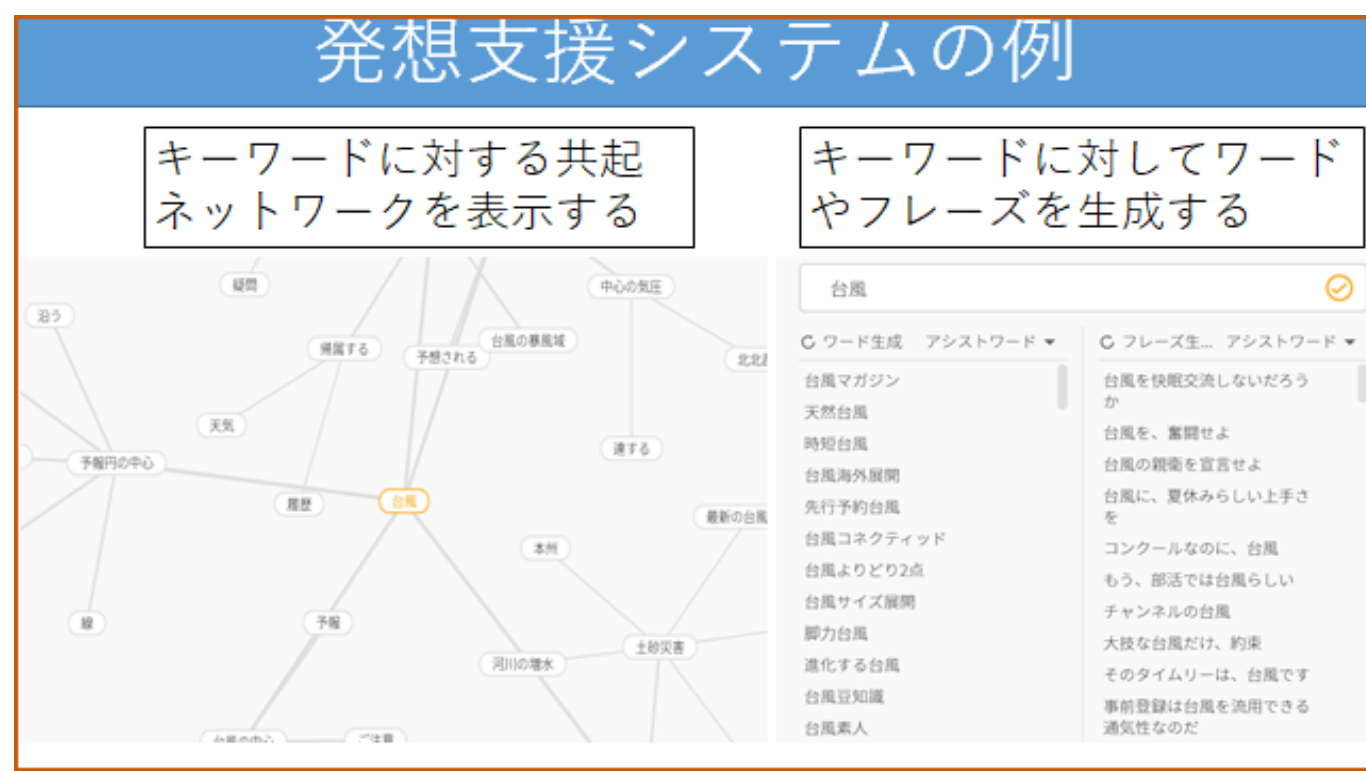 発想支援システムの例
キーワードに対する共起
ネットワークを表示する
キーワードに対してワード
やフレーズを生成する
疑問
中心の気圧
沿う
帰属する
予想される
台風の暴風域
北北
天気
達する
予報円の中心
履歴
台風
最新の台風
本州
線
予報
河川の増水
土砂災害
台風の中心
ご注意
台風
ワード生成 アシストワード
台風マガジン
天然台風
時短台風
台風海外展開
先行予約台風
台風コネクティッド
台風よりどり2点
台風サイズ展開
脚力台風
進化する台風
台風豆知識
台風素人
フレーズ生... アシストワード
台風を快眠交流しないだろう
か
台風を、奮闘せよ
台風の親衛を宣言せよ
台風に、夏休みらしい上手さ
を
コンクールなのに、台風
もう、部活では台風らしい
チャンネルの台風
大技な台風だけ、約束
そのタイムリーは、台風です
事前登録は台風を流用できる
通気性なのだ